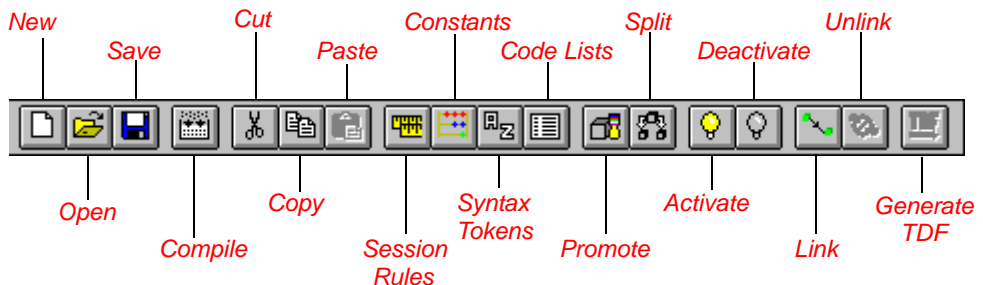 New
Cut
Constants
Split
Unlink
Save
Paste
Code Lists
Deactivate
Open
Copy
Syntax
Tokens
Activate
Generate
TDF
Compile
Session
Rules
Promote
Link